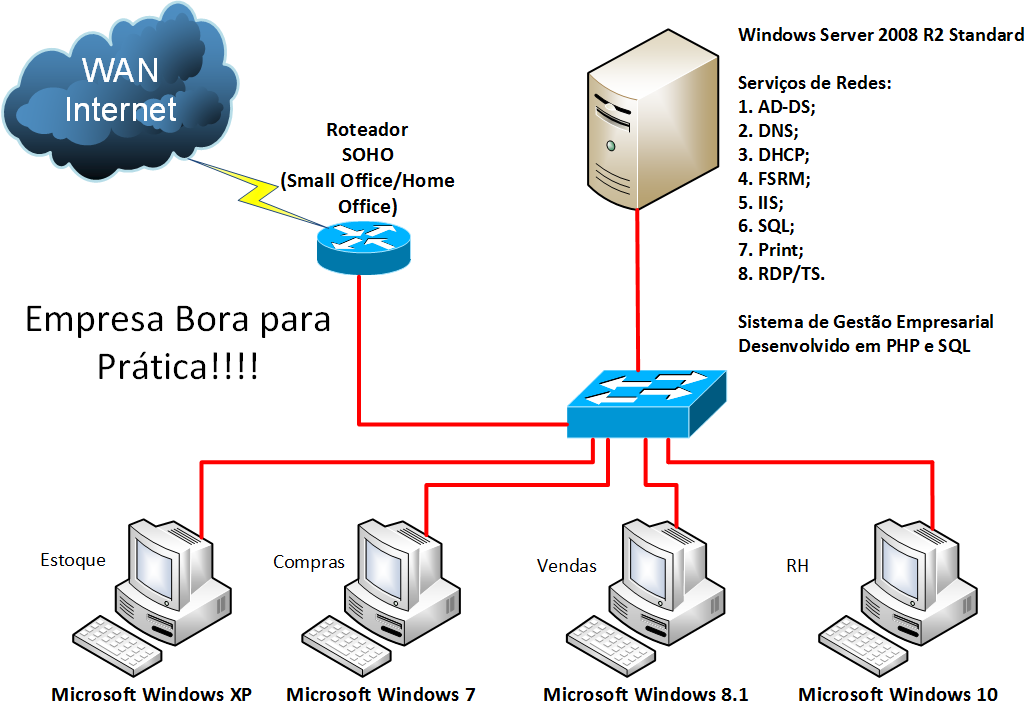 WAN
Internet
Roteador
SOHO
(Small Office/Home
Office)
Windows Server 2008 R2 Standard
Serviços de Redes:
1. AD-DS;
2. DNS;
3. DHCP;
4. FSRM;
5. IIS;
6. SQL;
7. Print;
8. RDP/TS.
Sistema de Gestão Empresarial
Desenvolvido em PHP e SQL
Empresa Bora para
Prática!!!!
Estoque
Compras
Vendas
RH
Microsoft Windows XP
Microsoft Windows 7
Microsoft Windows 8.1
Microsoft Windows 10